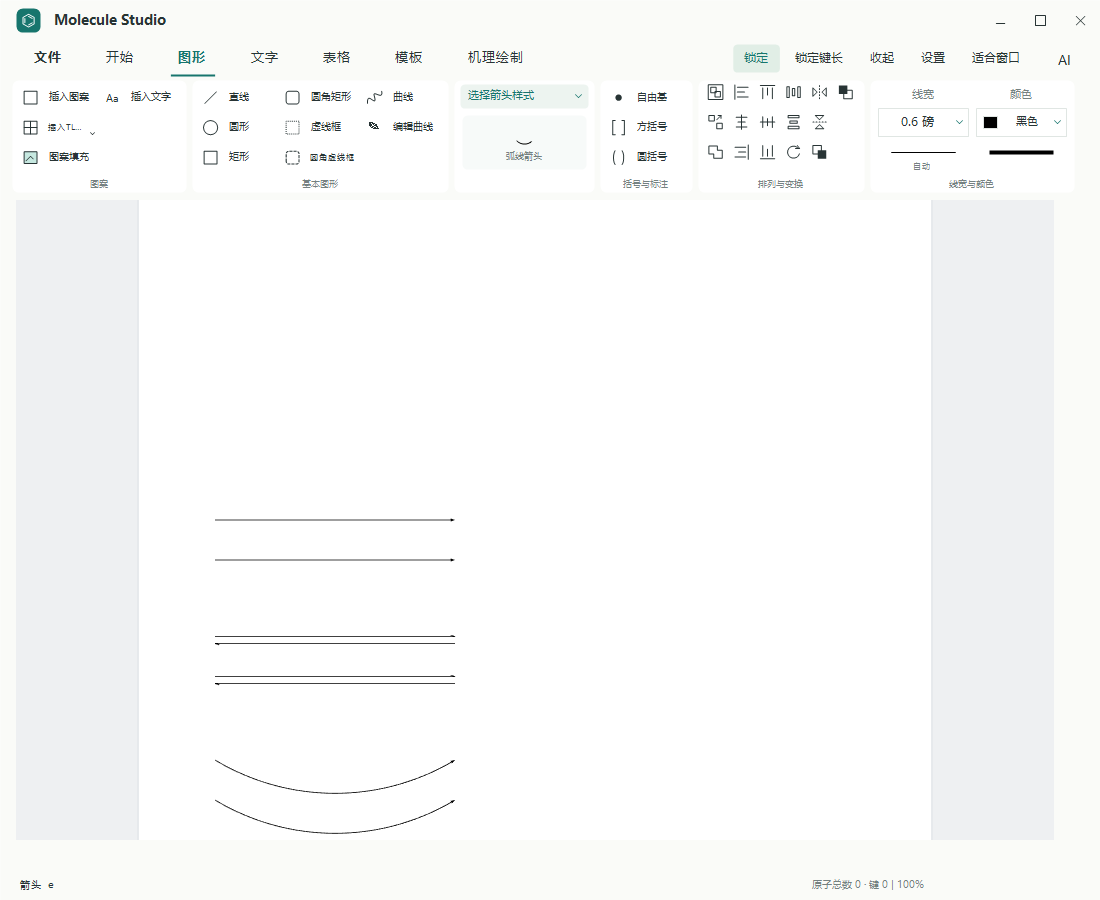 Molecule Studio
文件 开始 图形 文字 表格 模板 机理绘制 锁定 锁定键长 收起 设置 适合窗口 AI
插入图案 Aa 插入文字 直线 圆角矩形 曲线 选择箭头样式 自由基 线宽 颜色
插入TL... 圆形 虚线框 编辑曲线 方括号 0.6 磅 黑色
图案填充 矩形 圆角虚线框 弧线箭头 圆括号 自动
图案 基本图形 括号与标注 排列与变换 线宽与颜色
箭头 e 原子总数 0 · 键 0 | 100%